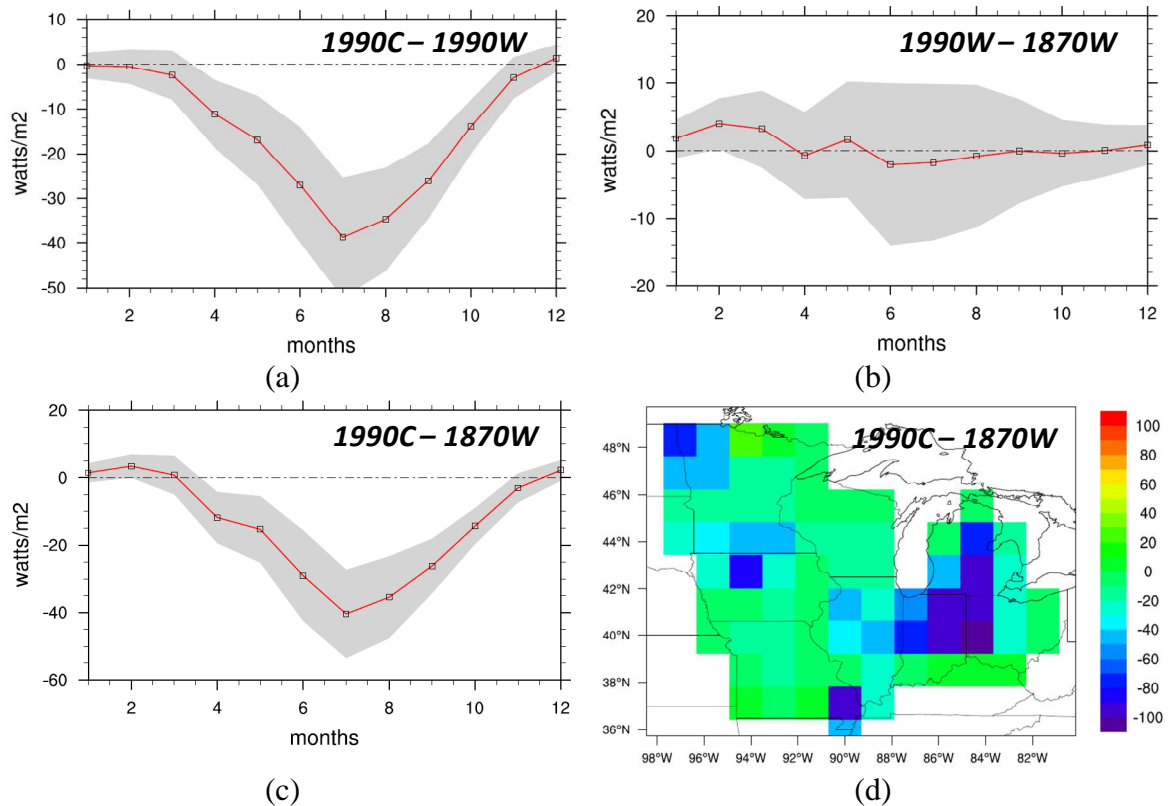 1990C – 1990W
10
0
-10
-20
-30
-40
-50
watts/m2
2 4 6 8 10 12
months
(a)
1990W – 1870W
20
10
0
-10
-20
watts/m2
2 4 6 8 10 12
months
(b)
1990C – 1870W
20
0
-20
-40
-60
watts/m2
2 4 6 8 10 12
months
(c)
1990C – 1870W
48°N
46°N
44°N
42°N
40°N
38°N
36°N
98°W 96°W 94°W 92°W 90°W 88°W 86°W 84°W 82°W
100
80
60
40
20
0
-20
-40
-60
-80
-100
(d)